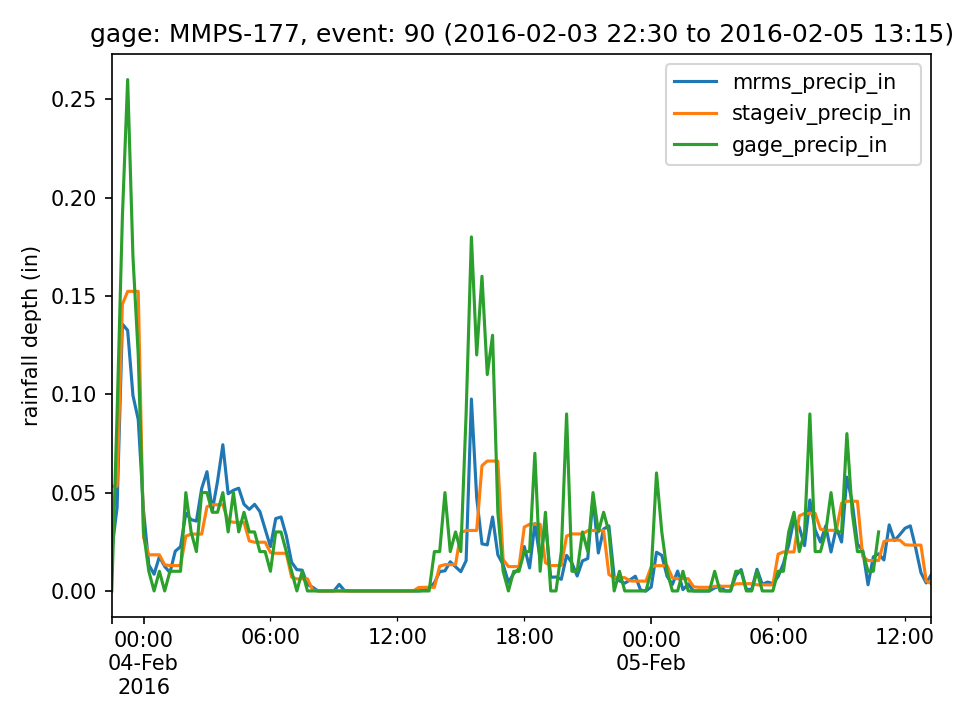 gage: MMPS-177, event: 90 (2016-02-03 22:30 to 2016-02-05 13:15)
mrms_precip_in
stageiv_precip_in
gage_precip_in
rainfall depth (in)
0.25
0.20
0.15
0.10
0.05
0.00
00:00 06:00 12:00 18:00 00:00 06:00 12:00
04-Feb 05-Feb
2016